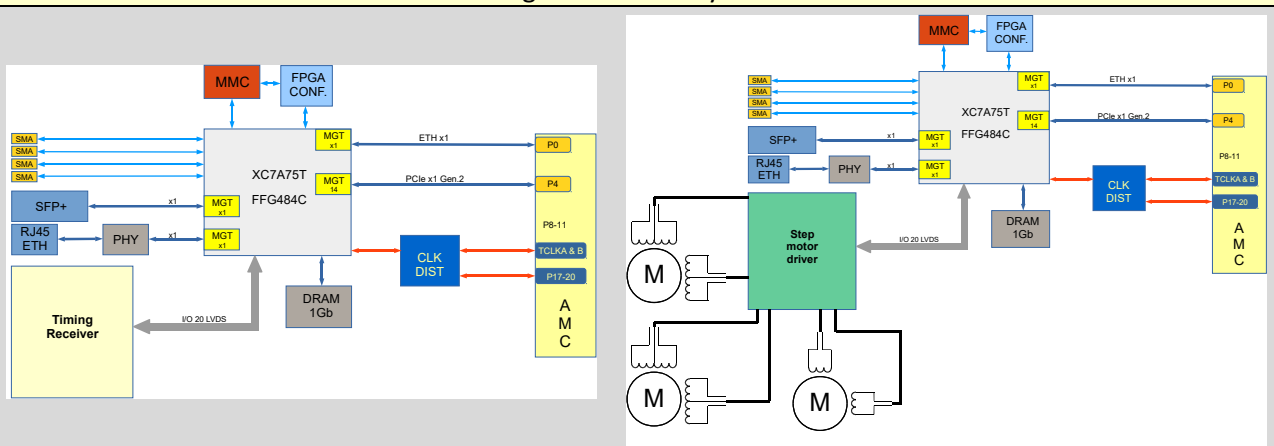 MMC
FPGA
CONF.
SMA
SMA
SMA
SMA
XC7A75T
FFG484C
MGT
x1
ETH x1
P0
MGT
14
PCIe x1 Gen.2
P4
SFP+
x1
MGT
x1
RJ45
ETH
PHY
x1
MGT
x1
P8-11
CLK
DIST
TCLKA & B
P17-20
Timing
Receiver
I/O 20 LVDS
DRAM
1Gb
A
M
C
MMC
FPGA
CONF.
SMA
SMA
SMA
SMA
XC7A75T
FFG484C
MGT
x1
ETH x1
P0
MGT
14
PCIe x1 Gen.2
P4
SFP+
x1
MGT
x1
RJ45
ETH
PHY
x1
MGT
x1
P8-11
CLK
DIST
TCLKA & B
P17-20
Step
motor
driver
I/O 20 LVDS
DRAM
1Gb
A
M
C
M
M
M